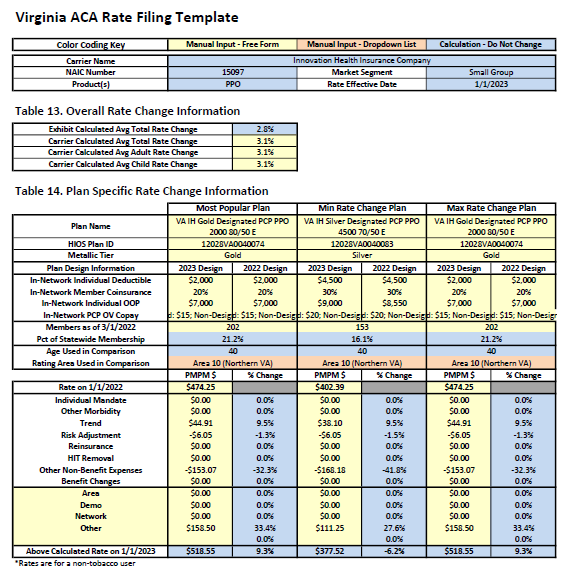 Virginia ACA Rate Filing Template
Color Coding Key Manual Input - Free Form Manual Input - Dropdown List Calculation - Do Not Change
Carrier Name Innovation Health Insurance Company
NAIC Number 15097 Market Segment Small Group
Product(s) PPO Rate Effective Date 1/1/2023
Table 13. Overall Rate Change Information
Exhibit Calculated Avg Total Rate Change 2.8%
Carrier Calculated Avg Total Rate Change 3.1%
Carrier Calculated Avg Adult Rate Change 3.1%
Carrier Calculated Avg Child Rate Change 3.1%
Table 14. Plan Specific Rate Change Information
Most Popular Plan Min Rate Change Plan Max Rate Change Plan
Plan Name VA IH Gold Designated PCP PPO 2000 80/50 E VA IH Silver Designated PCP PPO 4500 70/50 E VA IH Gold Designated PCP PPO 2000 80/50 E
HIOS Plan ID 12028VA0040074 12028VA0040083 12028VA0040074
Metallic Tier Gold Silver Gold
Plan Design Information 2023 Design 2022 Design 2023 Design 2022 Design 2023 Design 2022 Design
In-Network Individual Deductible $2,000 $2,000 $4,500 $4,500 $2,000 $2,000
In-Network Member Coinsurance 20% 20% 30% 30% 20% 20%
In-Network Individual OOP $7,000 $7,000 $9,000 $8,550 $7,000 $7,000
In-Network PCP OV Copay d: $15; Non-Desig d: $15; Non-Desig d: $20; Non-Desig d: $20; Non-Desig d: $15; Non-Desig d: $15; Non-Desig
Members as of 3/1/2022 202 153 202
Pct of Statewide Membership 21.2% 16.1% 21.2%
Age Used in Comparison 40 40 40
Rating Area Used in Comparison Area 10 (Northern VA) Area 10 (Northern VA) Area 10 (Northern VA)
PMPM $ % Change PMPM $ % Change PMPM $ % Change
Rate on 1/1/2022 $474.25 $402.39 $474.25
Individual Mandate $0.00 0.0% $0.00 0.0% $0.00 0.0%
Other Morbidity $0.00 0.0% $0.00 0.0% $0.00 0.0%
Trend $44.91 9.5% $38.10 9.5% $44.91 9.5%
Risk Adjustment -$6.05 -1.3% -$6.05 -1.5% -$6.05 -1.3%
Reinsurance $0.00 0.0% $0.00 0.0% $0.00 0.0%
HIT Removal $0.00 0.0% $0.00 0.0% $0.00 0.0%
Other Non-Benefit Expenses -$153.07 -32.3% -$168.18 -41.8% -$153.07 -32.3%
Benefit Changes $0.00 0.0% $0.00 0.0% $0.00 0.0%
Area $0.00 0.0% $0.00 0.0% $0.00 0.0%
Demo $0.00 0.0% $0.00 0.0% $0.00 0.0%
Network $0.00 0.0% $0.00 0.0% $0.00 0.0%
Other $158.50 33.4% $111.25 27.6% $158.50 33.4%
0.0% 0.0% 0.0%
Above Calculated Rate on 1/1/2023 $518.55 9.3% $377.52 -6.2% $518.55 9.3%
*Rates are for a non-tobacco user